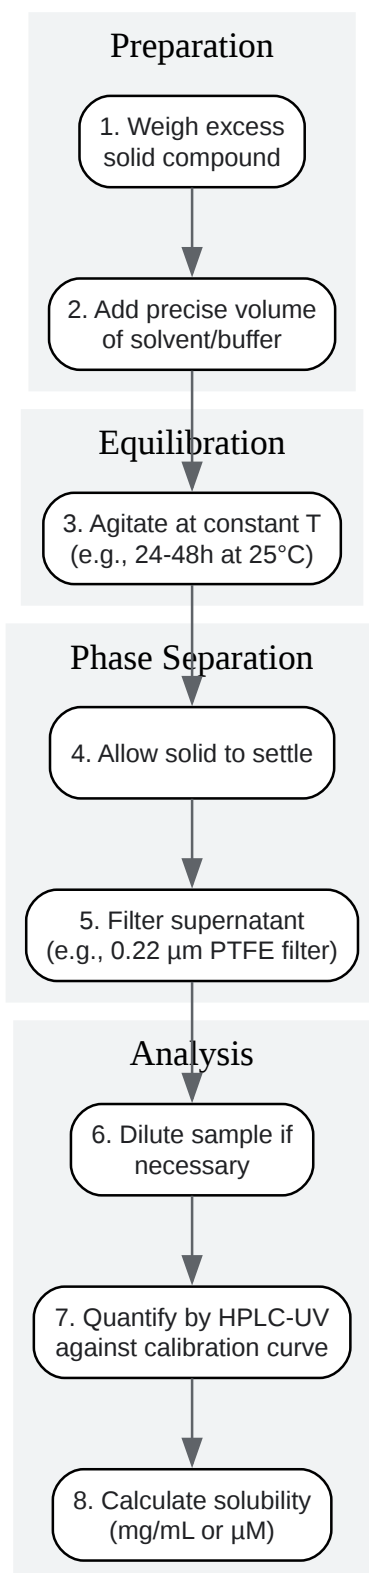 Preparation
1. Weigh excess
solid compound
2. Add precise volume
of solvent/buffer
Equilibration
3. Agitate at constant T
(e.g., 24-48h at 25°C)
Phase Separation
4. Allow solid to settle
5. Filter supernatant
(e.g., 0.22 µm PTFE filter)
Analysis
6. Dilute sample if
necessary
7. Quantify by HPLC-UV
against calibration curve
8. Calculate solubility
(mg/mL or µM)